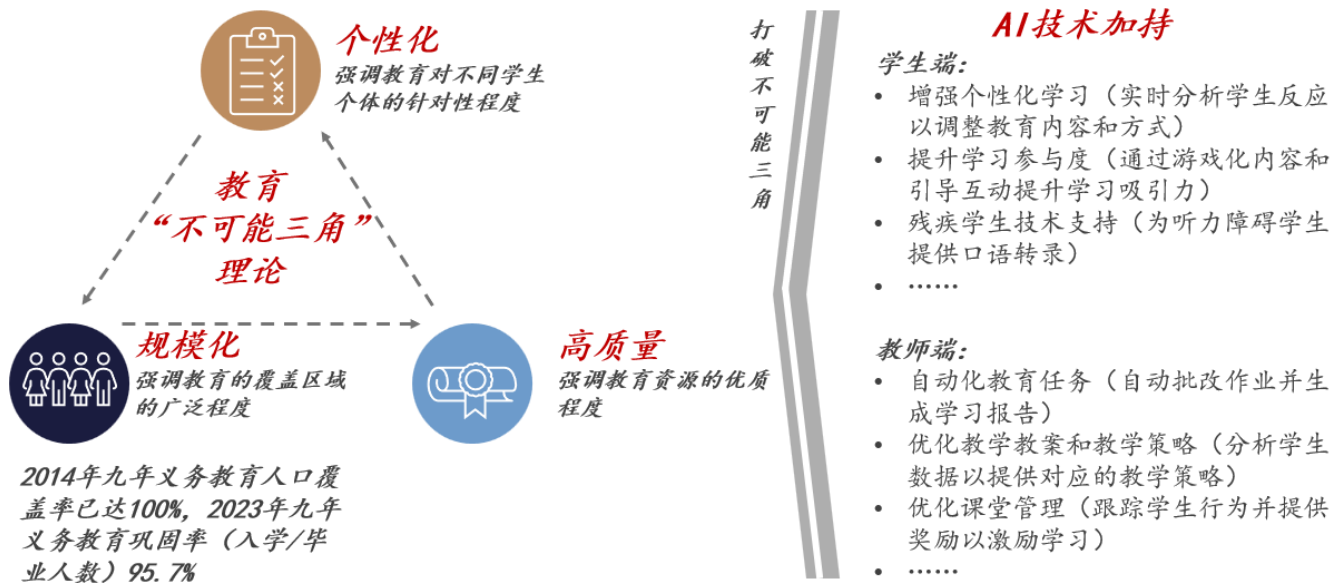 个性化
强调教育对不同学生
个体的针对性程度
教育
“不可能三角”
理论
规模化
强调教育的覆盖区域
的广泛程度
高质量
强调教育资源的优质
程度
2014年九年义务教育人口覆
盖率已达100%，2023年九年
义务教育巩固率（入学/毕
业人数）95.7%
打破不可能三角
AI技术加持
学生端：
• 增强个性化学习（实时分析学生反应
以调整教育内容和方式）
• 提升学习参与度（通过游戏化内容和
引导互动提升学习吸引力）
• 残疾学生技术支持（为听力障碍学生
提供口语转录）
• ……
教师端：
• 自动化教育任务（自动批改作业并生
成学习报告）
• 优化教学教案和教学策略（分析学生
数据以提供对应的教学策略）
• 优化课堂管理（跟踪学生行为并提供
奖励以激励学习）
• ……